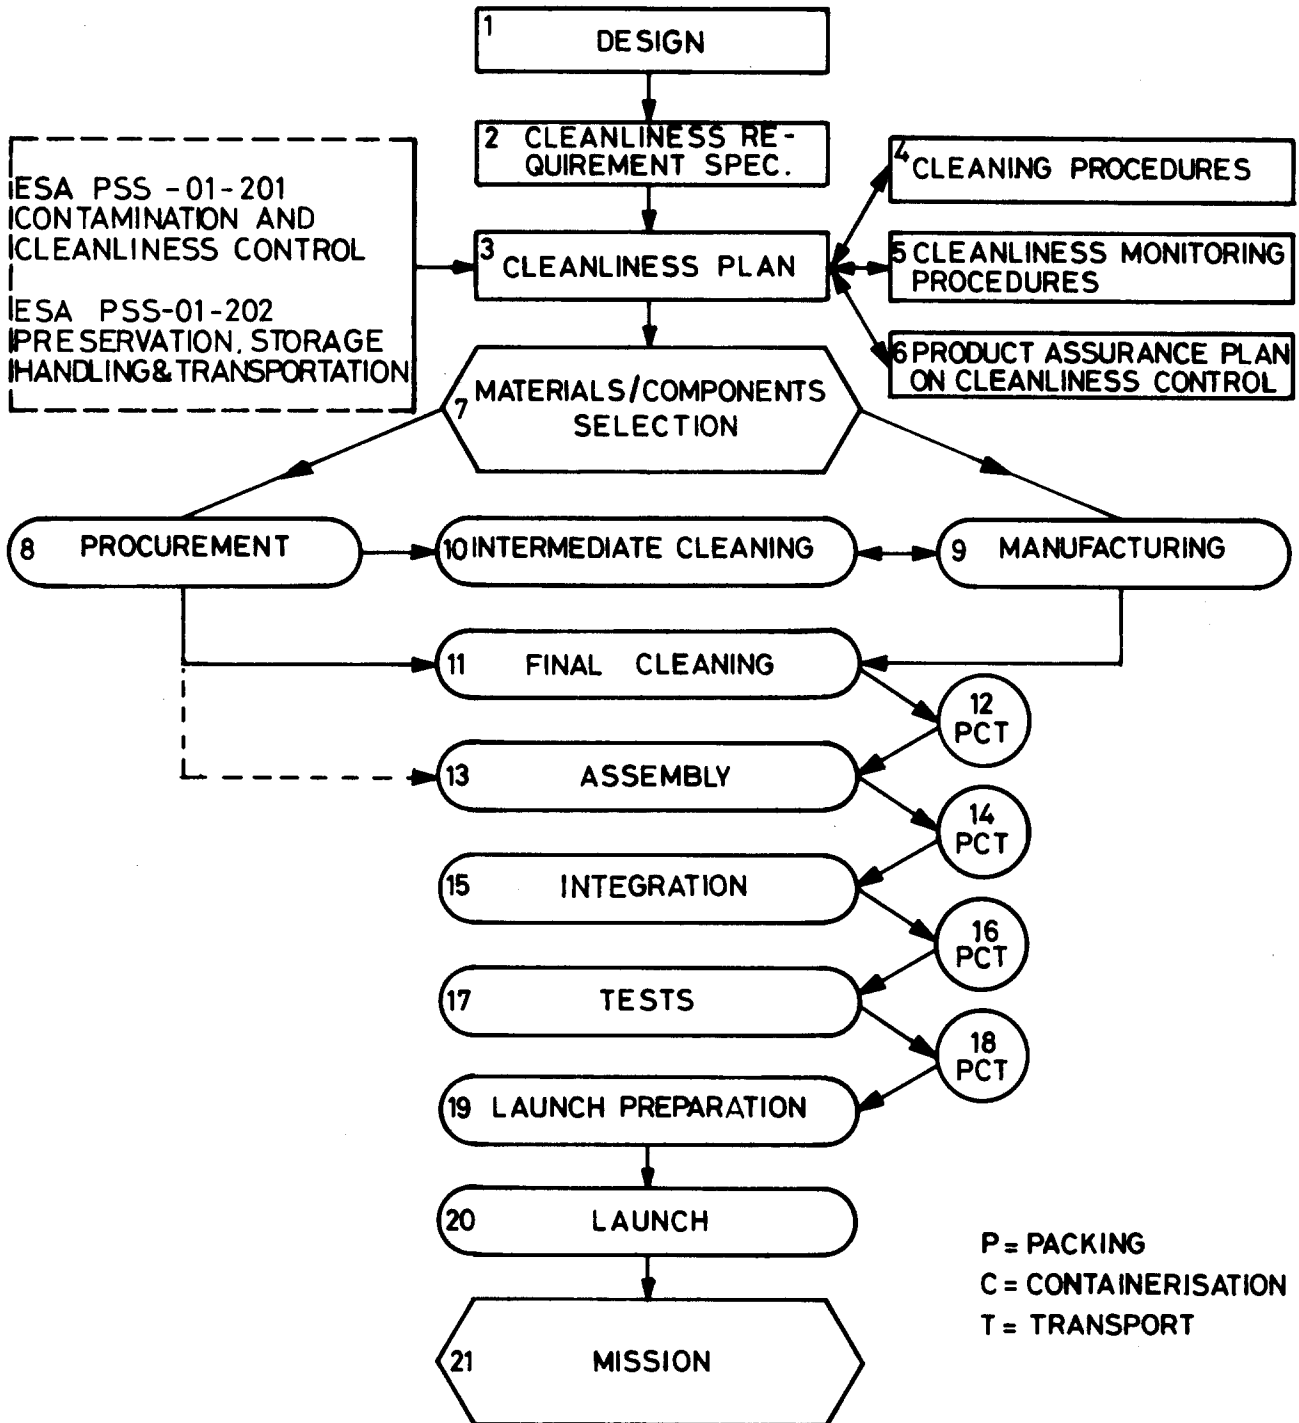 1
DESIGN
2 CLEANLINESS RE-
QUIREMENT SPEC.
ESA PSS -01-201
CONTAMINATION AND
CLEANLINESS CONTROL
ESA PSS-01-202
PRESERVATION, STORAGE
HANDLING & TRANSPORTATION
3 CLEANLINESS PLAN
4 CLEANING PROCEDURES
5 CLEANLINESS MONITORING
PROCEDURES
6 PRODUCT ASSURANCE PLAN
ON CLEANLINESS CONTROL
7 MATERIALS/COMPONENTS
SELECTION
8 PROCUREMENT
10 INTERMEDIATE CLEANING
9 MANUFACTURING
11 FINAL CLEANING
12
PCT
13 ASSEMBLY
14
PCT
15 INTEGRATION
16
PCT
17 TESTS
18
PCT
19 LAUNCH PREPARATION
20 LAUNCH
21 MISSION
P = PACKING
C = CONTAINERISATION
T = TRANSPORT